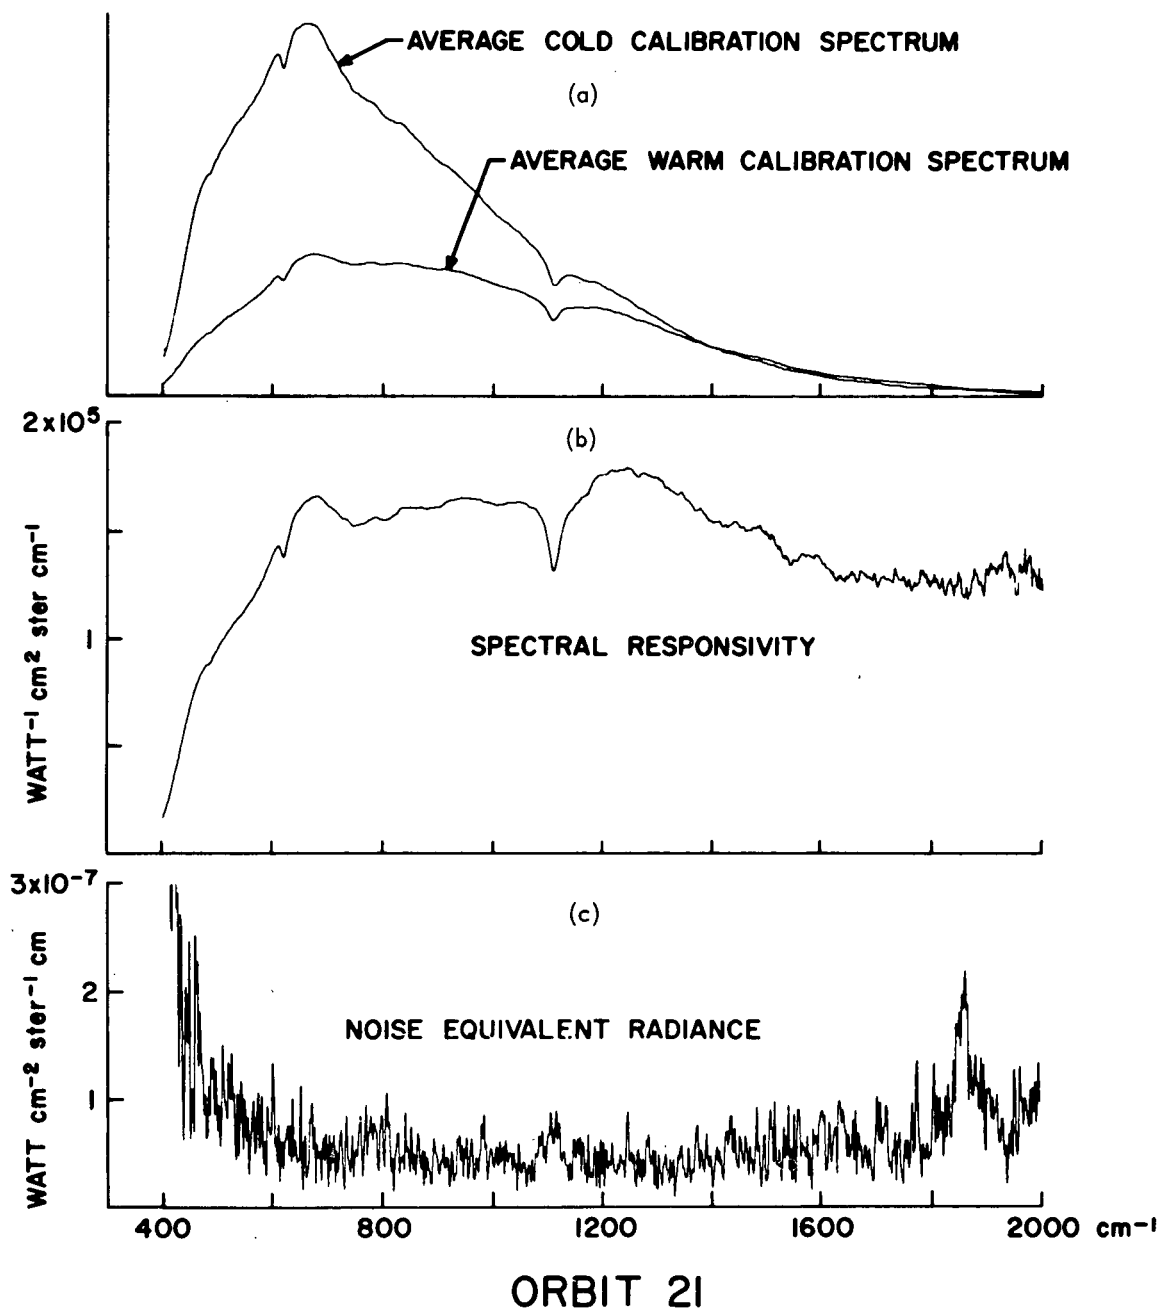 AVERAGE COLD CALIBRATION SPECTRUM
(a)
AVERAGE WARM CALIBRATION SPECTRUM
2x10⁵
(b)
1
WATT⁻¹ cm² ster cm⁻¹
SPECTRAL RESPONSIVITY
3x10⁻⁷
(c)
2
NOISE EQUIVALENT RADIANCE
1
WATT cm⁻² ster⁻¹ cm
400 800 1200 1600 2000 cm⁻¹
ORBIT 21